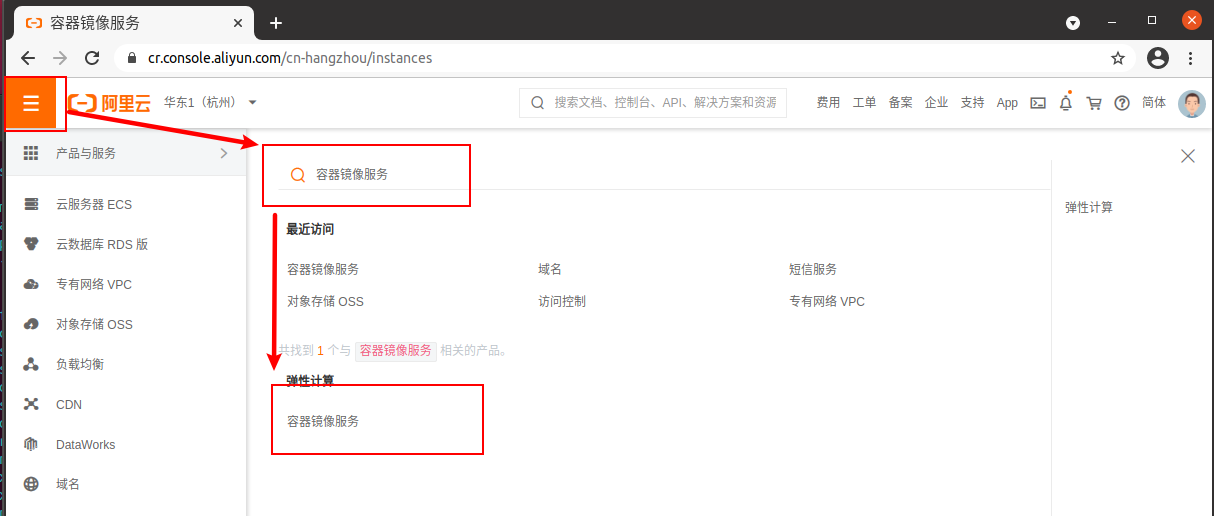 容器镜像服务
cr.console.aliyun.com/cn-hangzhou/instances
阿里云 华东1（杭州） 搜索文档、控制台、API、解决方案和资源 费用 工单 备案 企业 支持 App 简体
产品与服务
容器镜像服务
云服务器 ECS
云数据库 RDS 版
专有网络 VPC
对象存储 OSS
负载均衡
CDN
DataWorks
域名
最近访问
容器镜像服务 域名 短信服务
对象存储 OSS 访问控制 专有网络 VPC
共找到 1 个与 容器镜像服务 相关的产品。
弹性计算
容器镜像服务
弹性计算